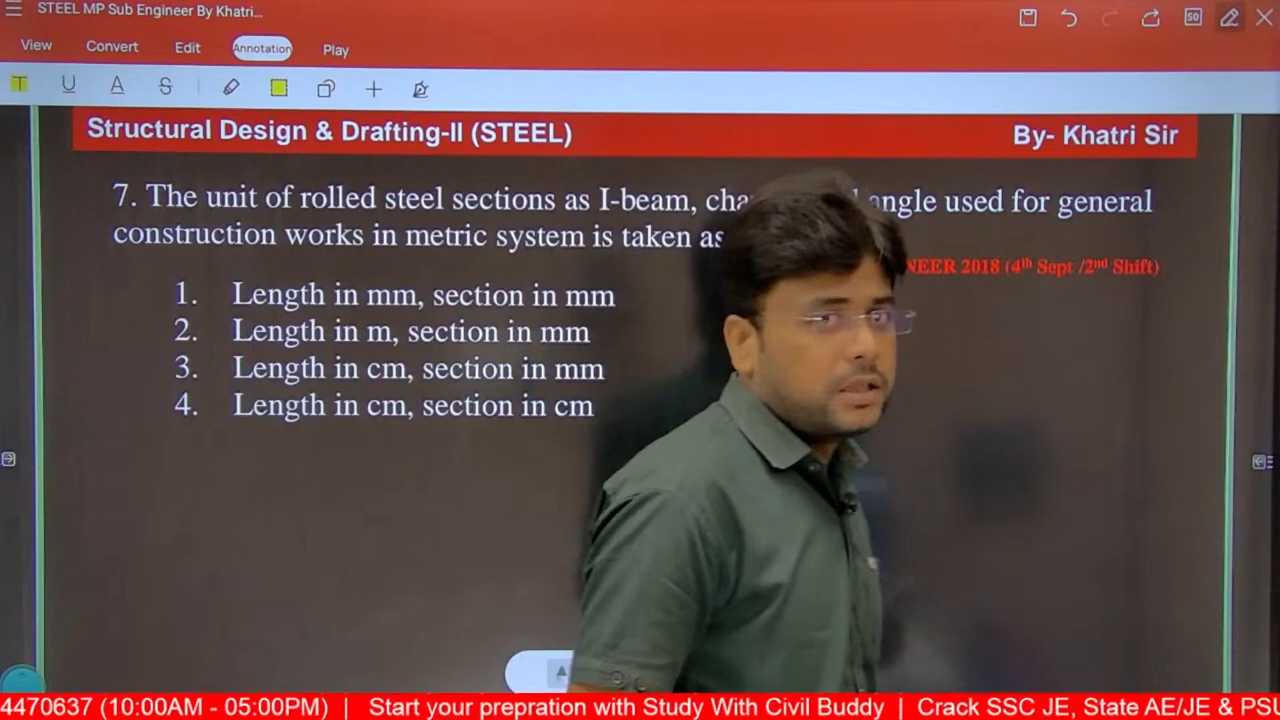 STEEL MP Sub Engineer By Khatri...
50
View Convert Edit Annotation Play
T U A S
Structural Design & Drafting-II (STEEL) By- Khatri Sir
7. The unit of rolled steel sections as I-beam, angle used for general
construction works in metric system is taken as
2018 (4th Sept /2nd Shift)
1. Length in mm, section in mm
2. Length in m, section in mm
3. Length in cm, section in mm
4. Length in cm, section in cm
4470637 (10:00AM - 05:00PM) | Start your prepration with Study With Civil Buddy | Crack SSC JE, State AE/JE & PSU